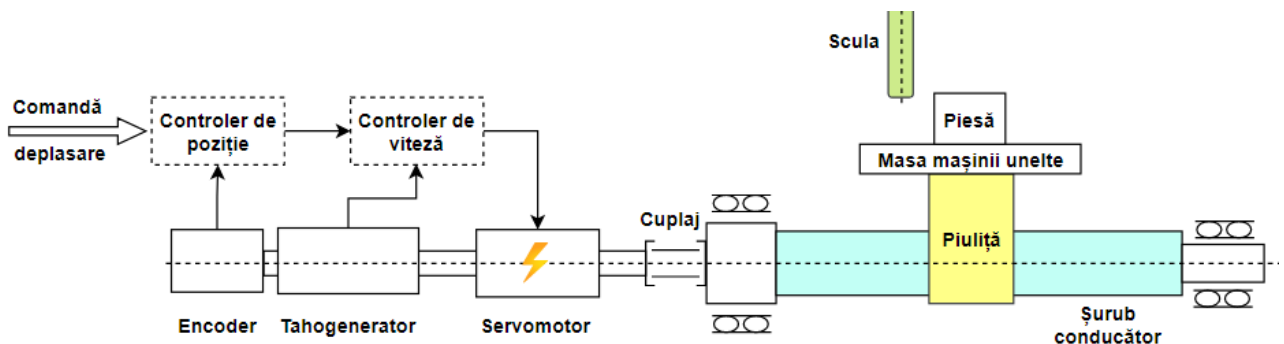 Scula
Comandă
deplasare
Controler de
poziție
Controler de
viteză
Piesă
Masa mașinii unelte
Cuplaj
Piuliță
Encoder
Tahogenerator
Servomotor
Șurub
conducător